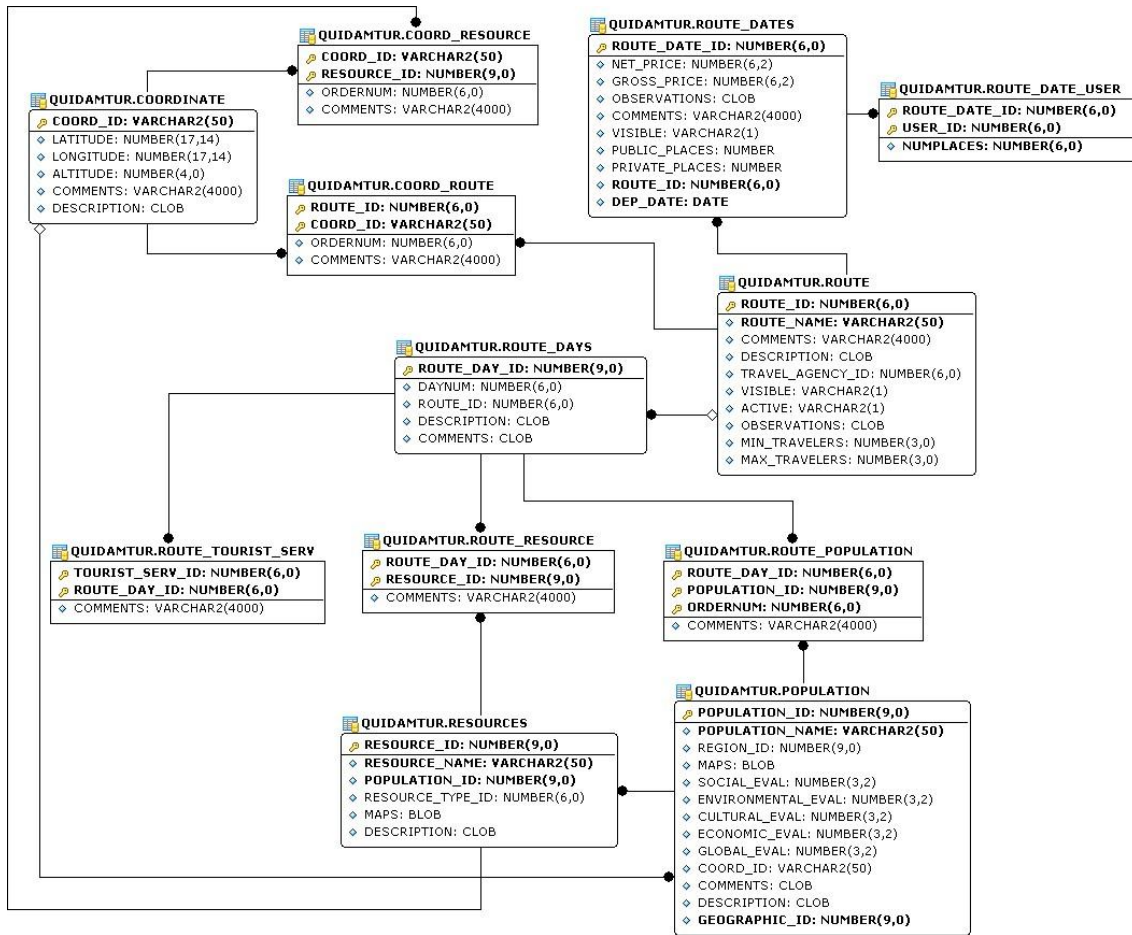 QUIDAMTUR.COORD_RESOURCE
COORD_ID: VARCHAR2(50)
RESOURCE_ID: NUMBER(9,0)
ORDERNUM: NUMBER(6,0)
COMMENTS: VARCHAR2(4000)
QUIDAMTUR.ROUTE_DATES
ROUTE_DATE_ID: NUMBER(6,0)
NET_PRICE: NUMBER(6,2)
GROSS_PRICE: NUMBER(6,2)
OBSERVATIONS: CLOB
COMMENTS: VARCHAR2(4000)
VISIBLE: VARCHAR2(1)
PUBLIC_PLACES: NUMBER
PRIVATE_PLACES: NUMBER
ROUTE_ID: NUMBER(6,0)
DEP_DATE: DATE
QUIDAMTUR.ROUTE_DATE_USER
ROUTE_DATE_ID: NUMBER(6,0)
USER_ID: NUMBER(6,0)
NUMPLACES: NUMBER(6,0)
QUIDAMTUR.COORDINATE
COORD_ID: VARCHAR2(50)
LATITUDE: NUMBER(17,14)
LONGITUDE: NUMBER(17,14)
ALTITUDE: NUMBER(4,0)
COMMENTS: VARCHAR2(4000)
DESCRIPTION: CLOB
QUIDAMTUR.COORD_ROUTE
ROUTE_ID: NUMBER(6,0)
COORD_ID: VARCHAR2(50)
ORDERNUM: NUMBER(6,0)
COMMENTS: VARCHAR2(4000)
QUIDAMTUR.ROUTE
ROUTE_ID: NUMBER(6,0)
ROUTE_NAME: VARCHAR2(50)
COMMENTS: VARCHAR2(4000)
DESCRIPTION: CLOB
TRAVEL_AGENCY_ID: NUMBER(6,0)
VISIBLE: VARCHAR2(1)
ACTIVE: VARCHAR2(1)
OBSERVATIONS: CLOB
MIN_TRAVELERS: NUMBER(3,0)
MAX_TRAVELERS: NUMBER(3,0)
QUIDAMTUR.ROUTE_DAYS
ROUTE_DAY_ID: NUMBER(9,0)
DAYNUM: NUMBER(6,0)
ROUTE_ID: NUMBER(6,0)
DESCRIPTION: CLOB
COMMENTS: CLOB
QUIDAMTUR.ROUTE_TOURIST_SERV
TOURIST_SERV_ID: NUMBER(6,0)
ROUTE_DAY_ID: NUMBER(6,0)
COMMENTS: VARCHAR2(4000)
QUIDAMTUR.ROUTE_RESOURCE
ROUTE_DAY_ID: NUMBER(6,0)
RESOURCE_ID: NUMBER(9,0)
COMMENTS: VARCHAR2(4000)
QUIDAMTUR.ROUTE_POPULATION
ROUTE_DAY_ID: NUMBER(6,0)
POPULATION_ID: NUMBER(9,0)
ORDERNUM: NUMBER(6,0)
COMMENTS: VARCHAR2(4000)
QUIDAMTUR.RESOURCES
RESOURCE_ID: NUMBER(9,0)
RESOURCE_NAME: VARCHAR2(50)
POPULATION_ID: NUMBER(9,0)
RESOURCE_TYPE_ID: NUMBER(6,0)
MAPS: BLOB
DESCRIPTION: CLOB
QUIDAMTUR.POPULATION
POPULATION_ID: NUMBER(9,0)
POPULATION_NAME: VARCHAR2(50)
REGION_ID: NUMBER(9,0)
MAPS: BLOB
SOCIAL_EVAL: NUMBER(3,2)
ENVIRONMENTAL_EVAL: NUMBER(3,2)
CULTURAL_EVAL: NUMBER(3,2)
ECONOMIC_EVAL: NUMBER(3,2)
GLOBAL_EVAL: NUMBER(3,2)
COORD_ID: VARCHAR2(50)
COMMENTS: CLOB
DESCRIPTION: CLOB
GEOGRAPHIC_ID: NUMBER(9,0)